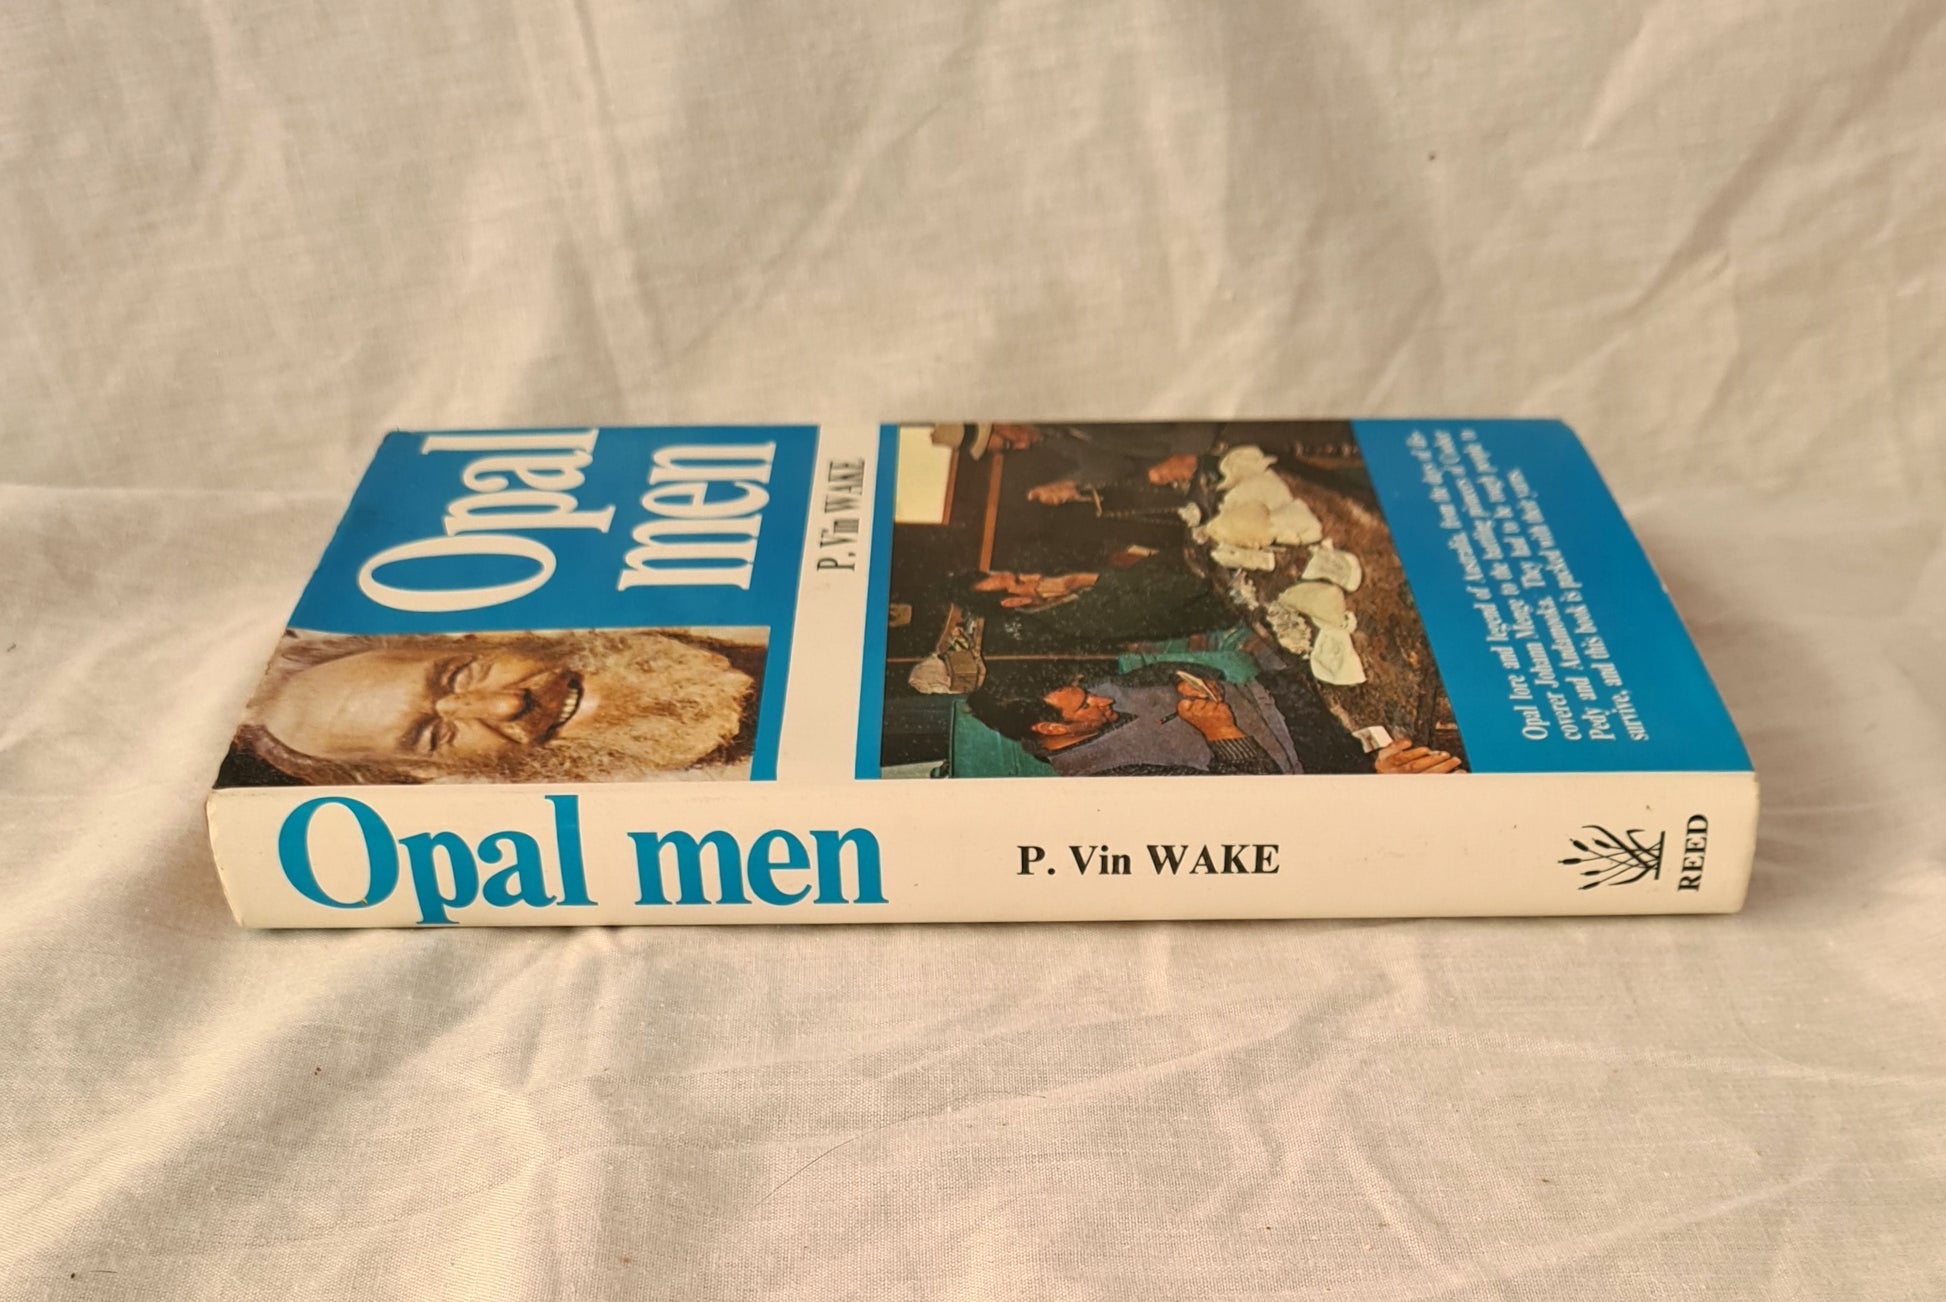 Opal
men
P. Vin WAKE
Opal lore and legend of Australia, from the days of dis-
coverer Johann Menge to the battling pioneers of Coober
Pedy and Andamooka. They had to be tough people to
survive, and this book is packed with their yarns.
Opal men
P. Vin WAKE
REED